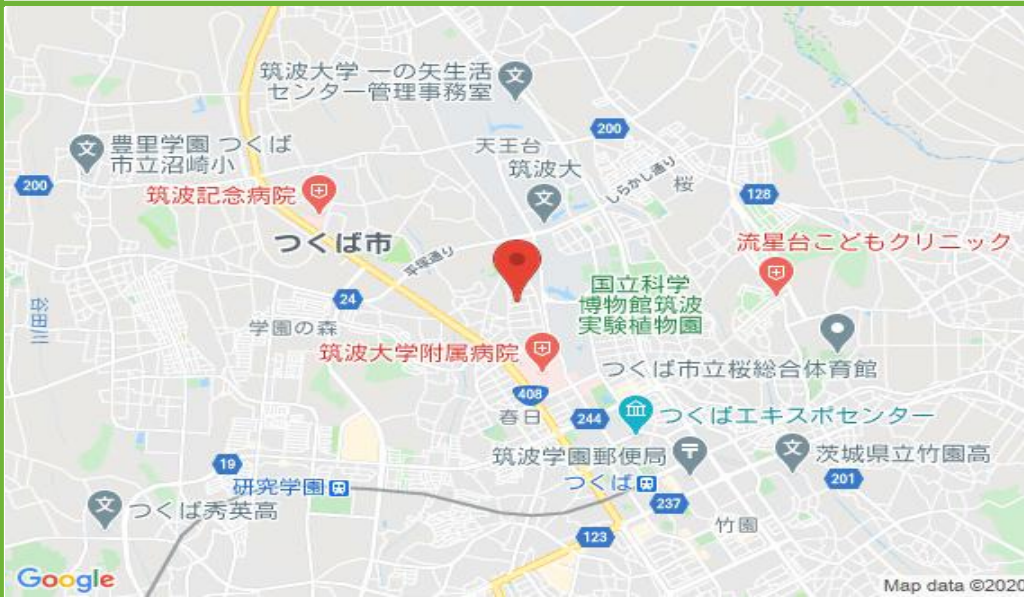 筑波大学 一の矢生活
センター管理事務室
文
200
天王台
豊里学園 つくば
市立沼崎小
文
筑波大
文
しらかし通り
桜
200
筑波記念病院
128
つくば市
平塚通り
流星台こどもクリニック
24
国立科学
博物館筑波
実験植物園
谷田川
学園の森
筑波大学附属病院
つくば市立桜総合体育館
408
春日
244
つくばエキスポセンター
筑波学園郵便局
〒
文
茨城県立竹園高
19
研究学園
つくば
201
237
文
つくば秀英高
竹園
123
Google
Map data ©2020